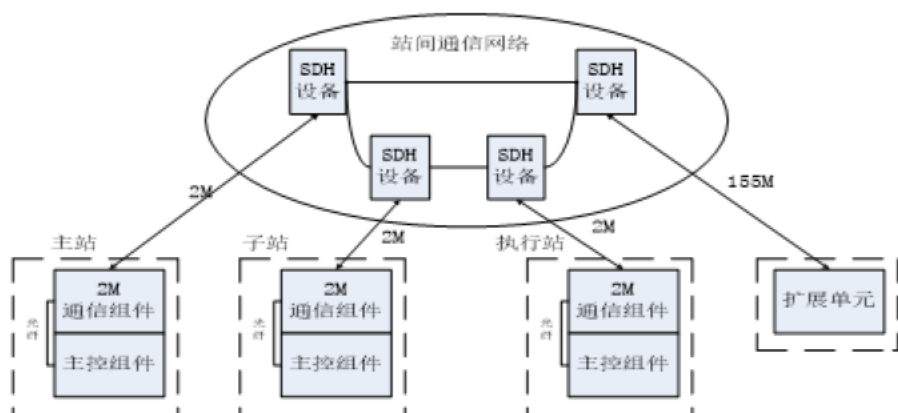 站间通信网络
SDH
设备
SDH
设备
SDH
设备
SDH
设备
2M
155M
2M
2M
主站
子站
执行站
2M
通信组件
主控组件
2M
通信组件
主控组件
2M
通信组件
主控组件
扩展单元